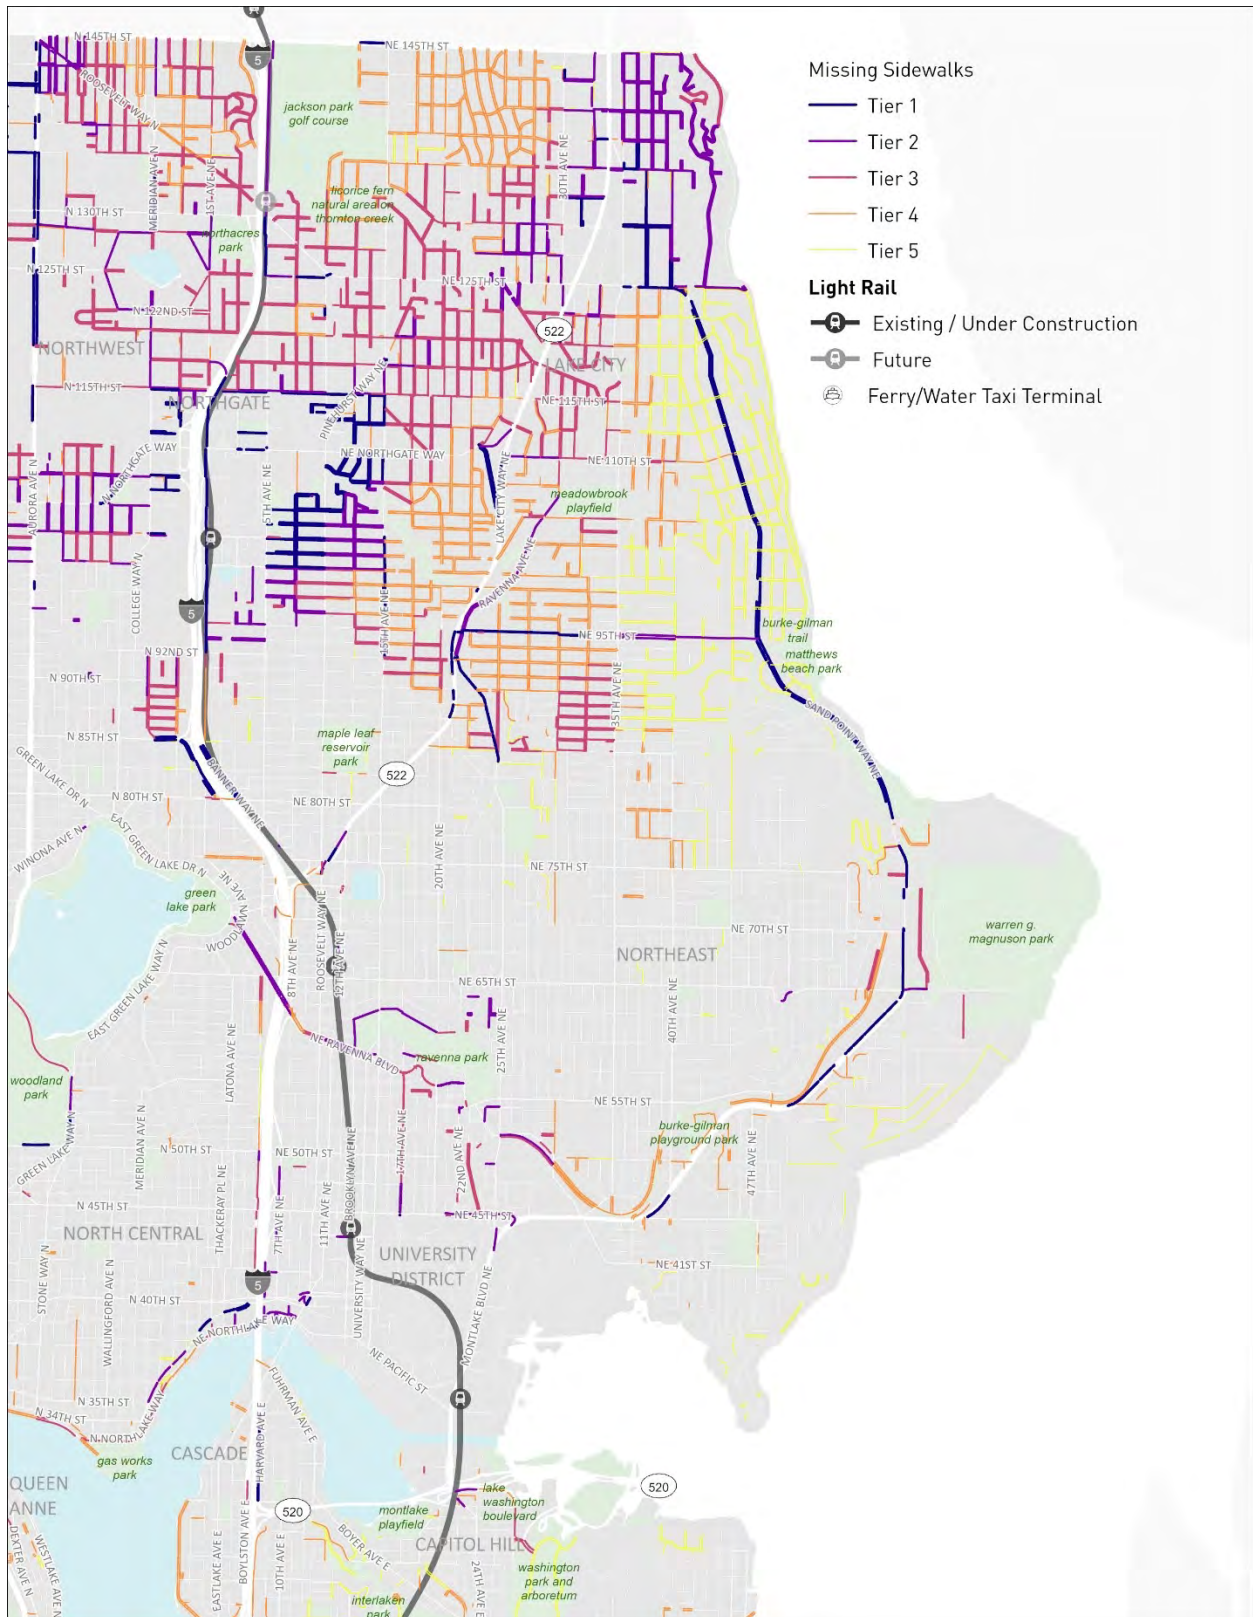 N 145TH ST
5
NE 145TH ST
ROOSEVELT WAY N
jackson park
golf course
MERIDIAN AVE N
1ST AVE NE
30TH AVE NE
licorice fern
natural area on
thornton creek
N 130TH ST
northacres
park
N 125TH ST
NE 125TH ST
N 122ND ST
522
NORTHWEST
LAKE CITY
N 115TH ST
NORTHGATE
PINEHURST WAY NE
NE 115TH ST
N NORTHGATE WAY
NE NORTHGATE WAY
NE 110TH ST
AURORA AVE N
5TH AVE NE
LAKE CITY WAY NE
meadowbrook
playfield
COLLEGE WAY N
RAVENNA AVE NE
5
15TH AVE NE
NE 95TH ST
burke-gilman
trail
matthews
beach park
N 92ND ST
N 90TH ST
35TH AVE NE
SAND POINT WAY NE
N 85TH ST
maple leaf
reservoir
park
522
GREEN LAKE DR N
BANNER WAY NE
N 80TH ST
NE 80TH ST
WINONA AVE N
EAST GREEN LAKE DR N
20TH AVE NE
NE 75TH ST
green
lake park
WOODLAWN AVE NE
8TH AVE NE
ROOSEVELT WAY NE
12TH AVE NE
NE 70TH ST
warren g.
magnuson park
NORTHEAST
EAST GREEN LAKE WAY N
NE 65TH ST
40TH AVE NE
25TH AVE NE
LATONA AVE NE
NE RAVENNA BLVD
ravenna park
woodland
park
NE 55TH ST
GREEN LAKE WAY N
MERIDIAN AVE N
N 50TH ST
NE 50TH ST
burke-gilman
playground park
17TH AVE NE
22ND AVE NE
47TH AVE NE
THACKERAY PL NE
7TH AVE NE
11TH AVE NE
BROOKLYN AVE NE
N 45TH ST
NE 45TH ST
NORTH CENTRAL
UNIVERSITY
DISTRICT
UNIVERSITY WAY NE
NE 41ST ST
STONE WAY N
WALLINGFORD AVE N
5
N 40TH ST
NE NORTHLAKE WAY
MONTLAKE BLVD NE
NE PACIFIC ST
FUHRMAN AVE E
N 35TH ST
N 34TH ST
N NORTHLAKE WAY
gas works
park
CASCADE
HARVARD AVE E
QUEEN
ANNE
520
520
montlake
playfield
lake
washington
boulevard
CAPITOL HILL
BOYER AVE E
DEXTER AVE N
WESTLAKE AVE N
EASTLAKE AVE E
BOYLSTON AVE E
10TH AVE E
24TH AVE E
washington
park and
arboretum
interlaken
park
Missing Sidewalks
Tier 1
Tier 2
Tier 3
Tier 4
Tier 5
Light Rail
Existing / Under Construction
Future
Ferry/Water Taxi Terminal